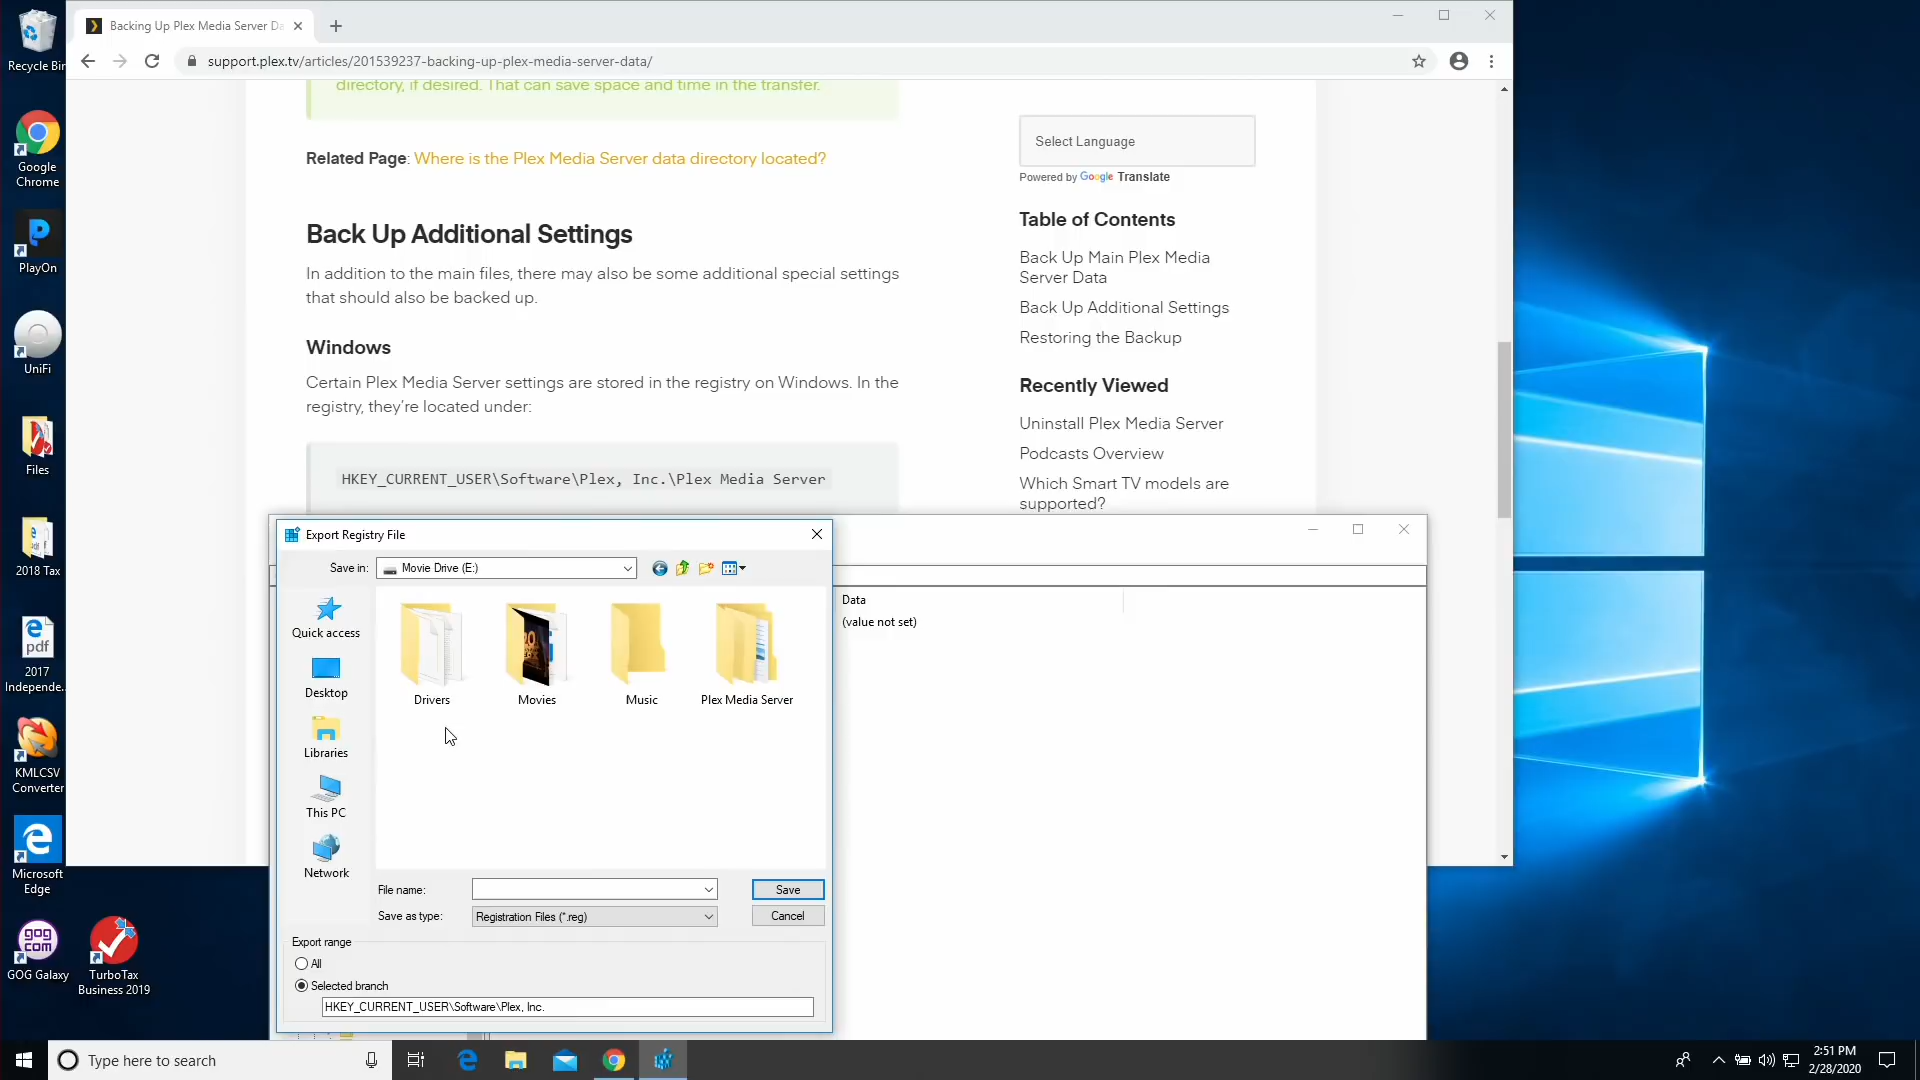 Recycle Bin
Google
Chrome
PlayOn
UniFi
Files
2018 Tax
2017
Independe...
KMLCSV
Converter
Microsoft
Edge
GOG
COM
GOG Galaxy
TurboTax
Business 2019
Backing Up Plex Media Server Da
support.plex.tv/articles/201539237-backing-up-plex-media-server-data/
directory, if desired. That can save space and time in the transfer.
Related Page: Where is the Plex Media Server data directory located?
Back Up Additional Settings
In addition to the main files, there may also be some additional special settings
that should also be backed up.
Windows
Certain Plex Media Server settings are stored in the registry on Windows. In the
registry, they're located under:
HKEY_CURRENT_USER\Software\Plex, Inc.\Plex Media Server
Select Language
Powered by Google Translate
Table of Contents
Back Up Main Plex Media
Server Data
Back Up Additional Settings
Restoring the Backup
Recently Viewed
Uninstall Plex Media Server
Podcasts Overview
Which Smart TV models are
supported?
Export Registry File
Save in: Movie Drive (E:)
Quick access
Desktop
Libraries
This PC
Network
Drivers
Movies
Music
Plex Media Server
File name:
Save
Save as type: Registration Files (*.reg)
Cancel
Export range
All
Selected branch
HKEY_CURRENT_USER\Software\Plex, Inc.
Data
(value not set)
Type here to search
2:51 PM
2/28/2020